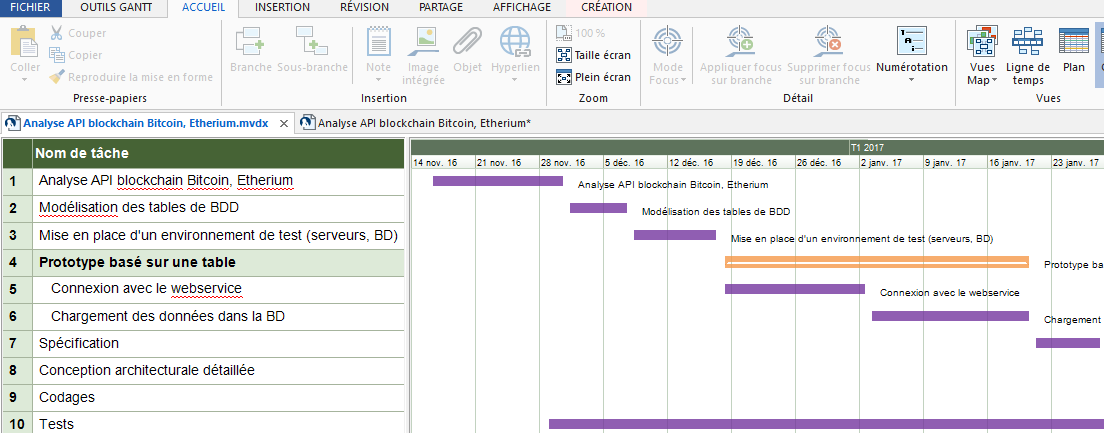 FICHIER OUTILS GANTT ACCUEIL INSERTION RÉVISION PARTAGE AFFICHAGE CRÉATION
Coller
Couper
Copier
Reproduire la mise en forme
Presse-papiers
Branche
Sous-branche
Note
Image
intégrée
Objet
Hyperlien
Insertion
100 %
Taille écran
Plein écran
Zoom
Mode
Focus
Appliquer focus
sur branche
Supprimer focus
sur branche
Numérotation
Détail
Vues
Map
Ligne de
temps
Plan
Vues
Analyse API blockchain Bitcoin, Etherium.mvdx
Analyse API blockchain Bitcoin, Etherium*
Nom de tâche
T1 2017
14 nov. 16 21 nov. 16 28 nov. 16 5 déc. 16 12 déc. 16 19 déc. 16 26 déc. 16 2 janv. 17 9 janv. 17 16 janv. 17 23 janv. 17
1 Analyse API blockchain Bitcoin, Etherium
Analyse API blockchain Bitcoin, Etherium
2 Modélisation des tables de BDD
Modélisation des tables de BDD
3 Mise en place d'un environnement de test (serveurs, BD)
Mise en place d'un environnement de test (serveurs, BD)
4 Prototype basé sur une table
Prototype ba
5 Connexion avec le webservice
Connexion avec le webservice
6 Chargement des données dans la BD
Chargement
7 Spécification
8 Conception architecturale détaillée
9 Codages
10 Tests